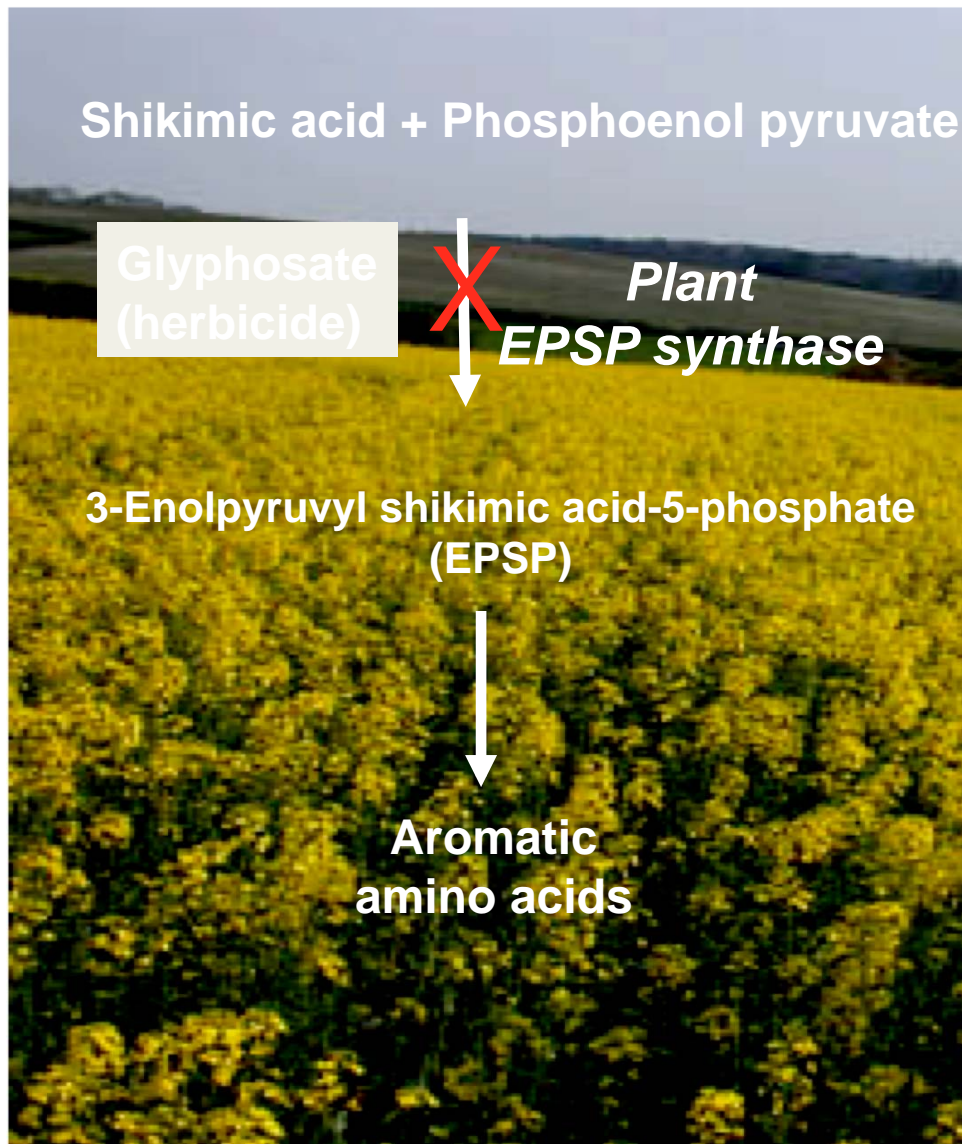 Shikimic acid + Phosphoenol pyruvate
Glyphosate
(herbicide)
X
Plant
EPSP synthase
3-Enolpyruvyl shikimic acid-5-phosphate
(EPSP)
Aromatic
amino acids